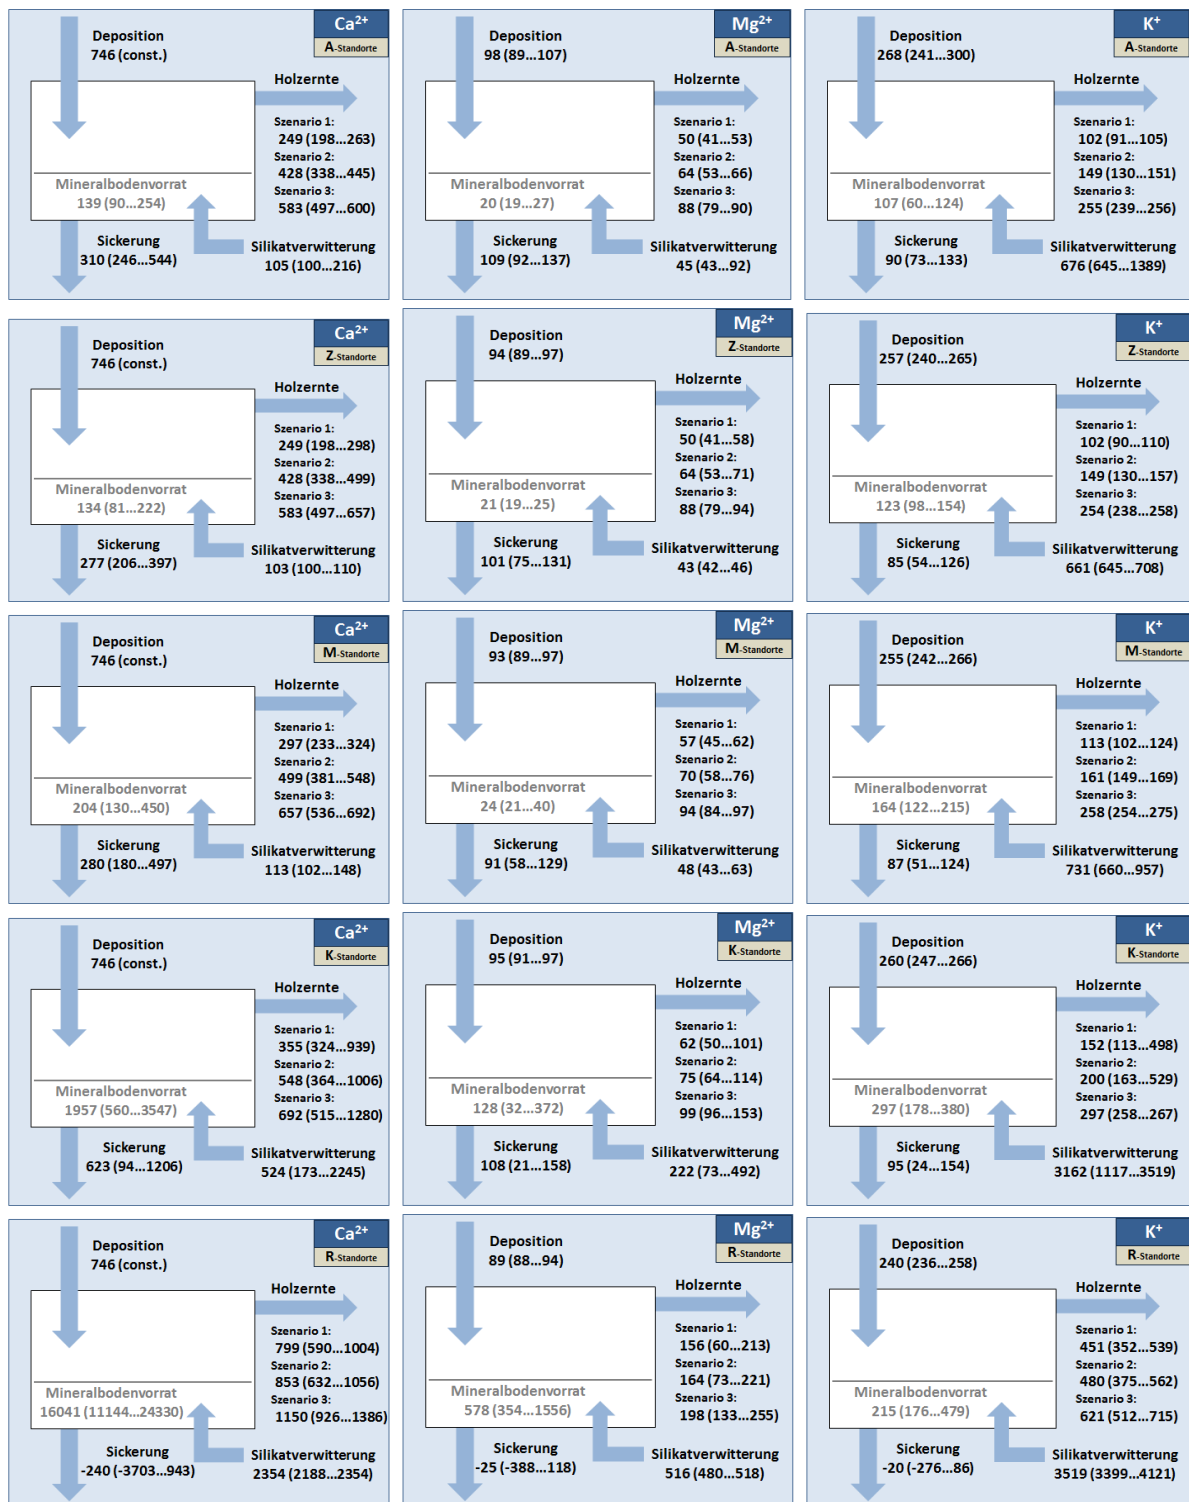 Ca²⁺
A-Standorte
Deposition
746 (const.)
Holzernte
Szenario 1:
249 (198...263)
Szenario 2:
428 (338...445)
Szenario 3:
583 (497...600)
Mineralbodenvorrat
139 (90...254)
Sickerung
310 (246...544)
Silikatverwitterung
105 (100...216)
Mg²⁺
A-Standorte
Deposition
98 (89...107)
Holzernte
Szenario 1:
50 (41...53)
Szenario 2:
64 (53...66)
Szenario 3:
88 (79...90)
Mineralbodenvorrat
20 (19...27)
Sickerung
109 (92...137)
Silikatverwitterung
45 (43...92)
K⁺
A-Standorte
Deposition
268 (241...300)
Holzernte
Szenario 1:
102 (91...105)
Szenario 2:
149 (130...151)
Szenario 3:
255 (239...256)
Mineralbodenvorrat
107 (60...124)
Sickerung
90 (73...133)
Silikatverwitterung
676 (645...1389)
Ca²⁺
Z-Standorte
Deposition
746 (const.)
Holzernte
Szenario 1:
249 (198...298)
Szenario 2:
428 (338...499)
Szenario 3:
583 (497...657)
Mineralbodenvorrat
134 (81...222)
Sickerung
277 (206...397)
Silikatverwitterung
103 (100...110)
Mg²⁺
Z-Standorte
Deposition
94 (89...97)
Holzernte
Szenario 1:
50 (41...58)
Szenario 2:
64 (53...71)
Szenario 3:
88 (79...94)
Mineralbodenvorrat
21 (19...25)
Sickerung
101 (75...131)
Silikatverwitterung
43 (42...46)
K⁺
Z-Standorte
Deposition
257 (240...265)
Holzernte
Szenario 1:
102 (90...110)
Szenario 2:
149 (130...157)
Szenario 3:
254 (238...258)
Mineralbodenvorrat
123 (98...154)
Sickerung
85 (54...126)
Silikatverwitterung
661 (645...708)
Ca²⁺
M-Standorte
Deposition
746 (const.)
Holzernte
Szenario 1:
297 (233...324)
Szenario 2:
499 (381...548)
Szenario 3:
657 (536...692)
Mineralbodenvorrat
204 (130...450)
Sickerung
280 (180...497)
Silikatverwitterung
113 (102...148)
Mg²⁺
M-Standorte
Deposition
93 (89...97)
Holzernte
Szenario 1:
57 (45...62)
Szenario 2:
70 (58...76)
Szenario 3:
94 (84...97)
Mineralbodenvorrat
24 (21...40)
Sickerung
91 (58...129)
Silikatverwitterung
48 (43...63)
K⁺
M-Standorte
Deposition
255 (242...266)
Holzernte
Szenario 1:
113 (102...124)
Szenario 2:
161 (149...169)
Szenario 3:
258 (254...275)
Mineralbodenvorrat
164 (122...215)
Sickerung
87 (51...124)
Silikatverwitterung
731 (660...957)
Ca²⁺
K-Standorte
Deposition
746 (const.)
Holzernte
Szenario 1:
355 (324...939)
Szenario 2:
548 (364...1006)
Szenario 3:
692 (515...1280)
Mineralbodenvorrat
1957 (560...3547)
Sickerung
623 (94...1206)
Silikatverwitterung
524 (173...2245)
Mg²⁺
K-Standorte
Deposition
95 (91...97)
Holzernte
Szenario 1:
62 (50...101)
Szenario 2:
75 (64...114)
Szenario 3:
99 (96...153)
Mineralbodenvorrat
128 (32...372)
Sickerung
108 (21...158)
Silikatverwitterung
222 (73...492)
K⁺
K-Standorte
Deposition
260 (247...266)
Holzernte
Szenario 1:
152 (113...498)
Szenario 2:
200 (163...529)
Szenario 3:
297 (258...267)
Mineralbodenvorrat
297 (178...380)
Sickerung
95 (24...154)
Silikatverwitterung
3162 (1117...3519)
Ca²⁺
R-Standorte
Deposition
746 (const.)
Holzernte
Szenario 1:
799 (590...1004)
Szenario 2:
853 (632...1056)
Szenario 3:
1150 (926...1386)
Mineralbodenvorrat
16041 (11144...24330)
Sickerung
-240 (-3703...943)
Silikatverwitterung
2354 (2188...2354)
Mg²⁺
R-Standorte
Deposition
89 (88...94)
Holzernte
Szenario 1:
156 (60...213)
Szenario 2:
164 (73...221)
Szenario 3:
198 (133...255)
Mineralbodenvorrat
578 (354...1556)
Sickerung
-25 (-388...118)
Silikatverwitterung
516 (480...518)
K⁺
R-Standorte
Deposition
240 (236...258)
Holzernte
Szenario 1:
451 (352...539)
Szenario 2:
480 (375...562)
Szenario 3:
621 (512...715)
Mineralbodenvorrat
215 (176...479)
Sickerung
-20 (-276...86)
Silikatverwitterung
3519 (3399...4121)